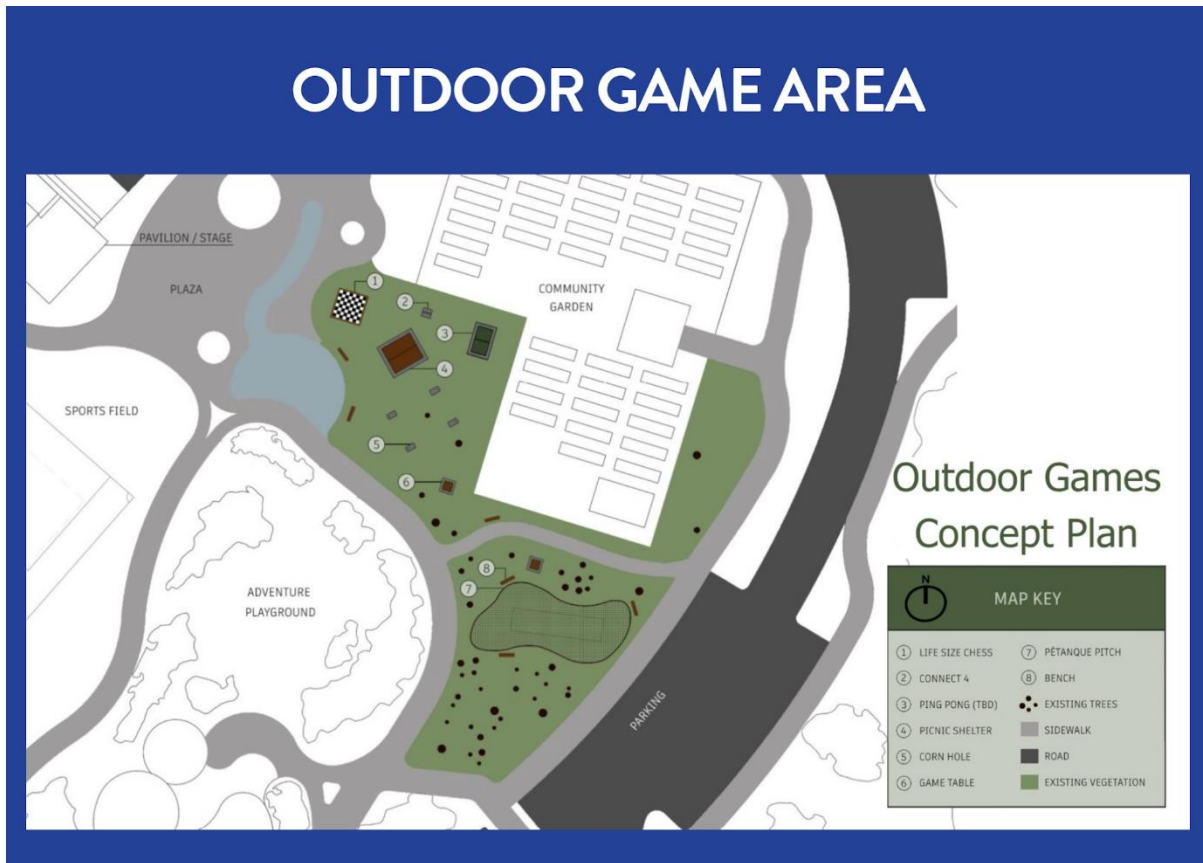 OUTDOOR GAME AREA
PAVILION / STAGE
PLAZA
SPORTS FIELD
COMMUNITY
GARDEN
ADVENTURE
PLAYGROUND
PARKING
1
2
3
4
5
6
8
7
Outdoor Games
Concept Plan
N
MAP KEY
1 LIFE SIZE CHESS
2 CONNECT 4
3 PING PONG (TBD)
4 PICNIC SHELTER
5 CORN HOLE
6 GAME TABLE
7 PÉTANQUE PITCH
8 BENCH
EXISTING TREES
SIDEWALK
ROAD
EXISTING VEGETATION